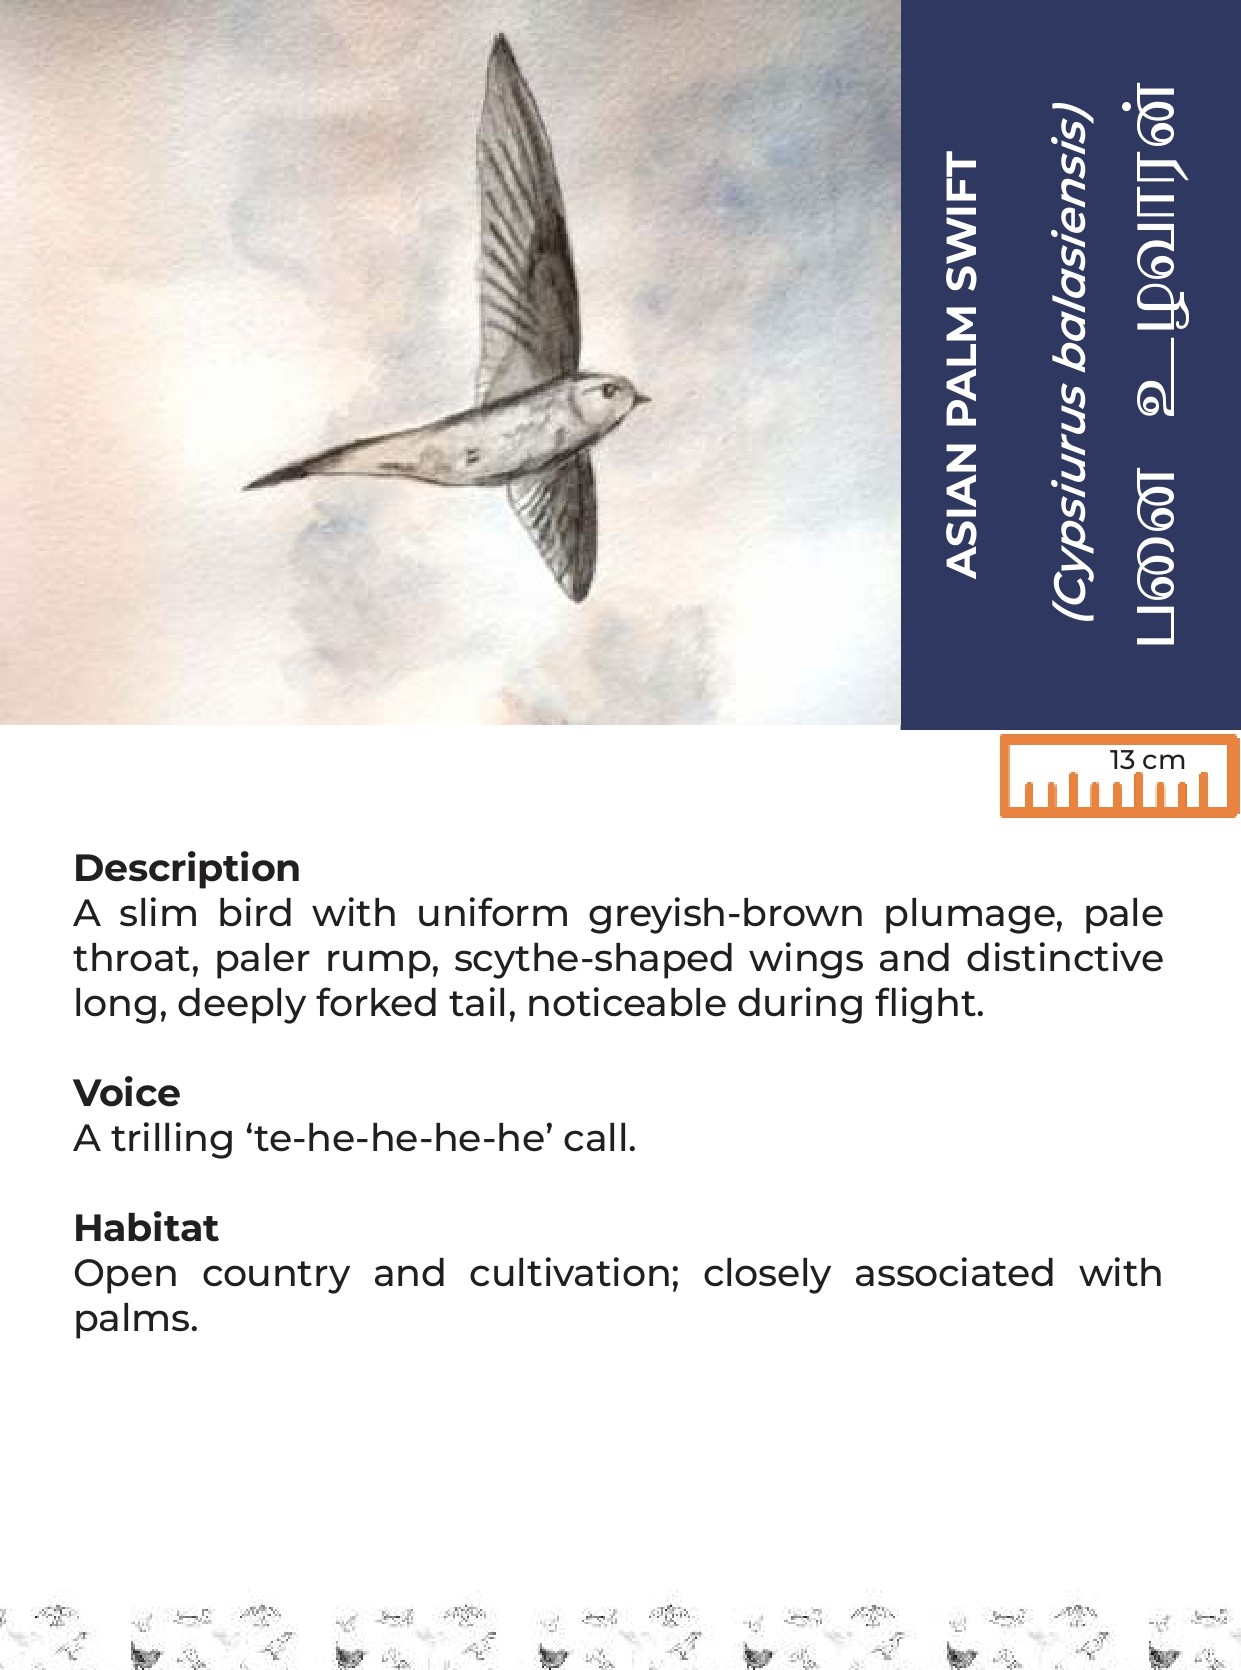 ASIAN PALM SWIFT
(Cypsiurus balasiensis)
பனை உழவாரன்
13 cm
Description
A slim bird with uniform greyish-brown plumage, pale
throat, paler rump, scythe-shaped wings and distinctive
long, deeply forked tail, noticeable during flight.
Voice
A trilling ‘te-he-he-he-he’ call.
Habitat
Open country and cultivation; closely associated with
palms.